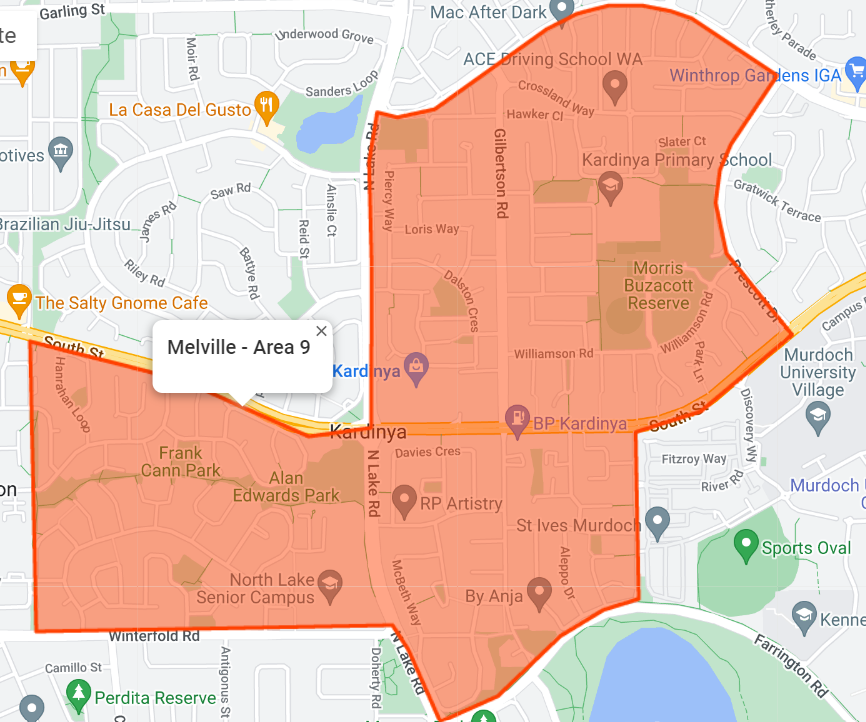 Garling St
te
Mac After Dark
Underwood Grove
Moir Rd
ACE Driving School WA
Winthrop Gardens IGA
Sanders Loop
Crossland Way
La Casa Del Gusto
Hawker Cl
N Lake Rd
Gilbertson Rd
Slater Ct
otives
Kardinya Primary School
Piercy Way
Saw Rd
Ainslie Ct
Gratwick Terrace
James Rd
Reid St
Brazilian Jiu-Jitsu
Loris Way
Riley Rd
Battye Rd
Morris
Buzacott
Reserve
Dalston Cres
Prescott Dr
The Salty Gnome Cafe
Williamson Rd
Campus
South St
Melville - Area 9
×
Williamson Rd
Park Ln
Murdoch
University
Village
Hanrahan Loop
Kardinya
Discovery Wy
BP Kardinya
South St
Kardinya
Frank
Cann Park
Davies Cres
Fitzroy Way
Alan
Edwards Park
N Lake Rd
River Rd
Murdoch
on
RP Artistry
St Ives Murdoch
Sports Oval
McBeth Way
Aleppo Dr
North Lake
Senior Campus
By Anja
Kenne
Winterfold Rd
N Lake Rd
Farrington Rd
Camillo St
Antigonus St
Doherty Rd
Perdita Reserve